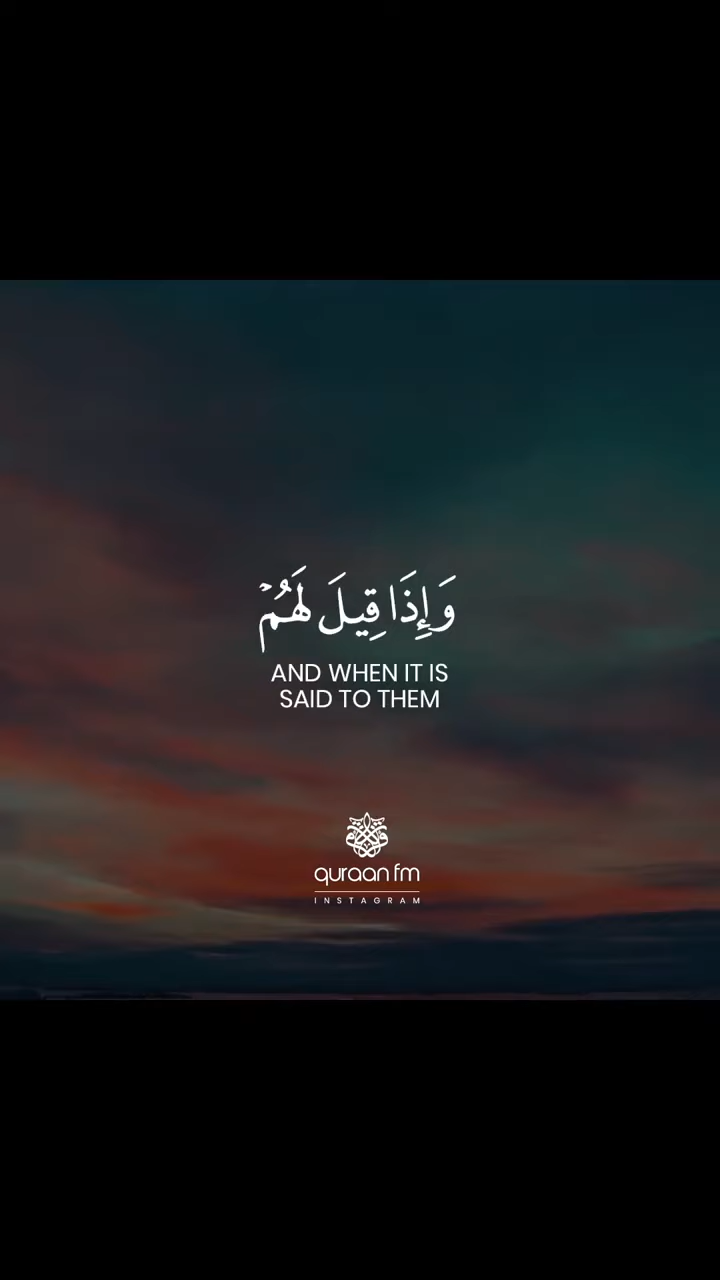 وَإِذَا قِيلَ لَهُمْ
AND WHEN IT IS
SAID TO THEM
quraan fm
INSTAGRAM